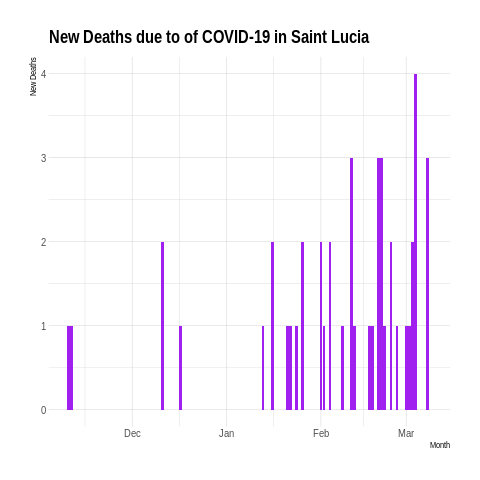 New Deaths due to of COVID-19 in Saint Lucia
New Deaths
4
3
2
1
0
Dec
Jan
Feb
Mar
Month